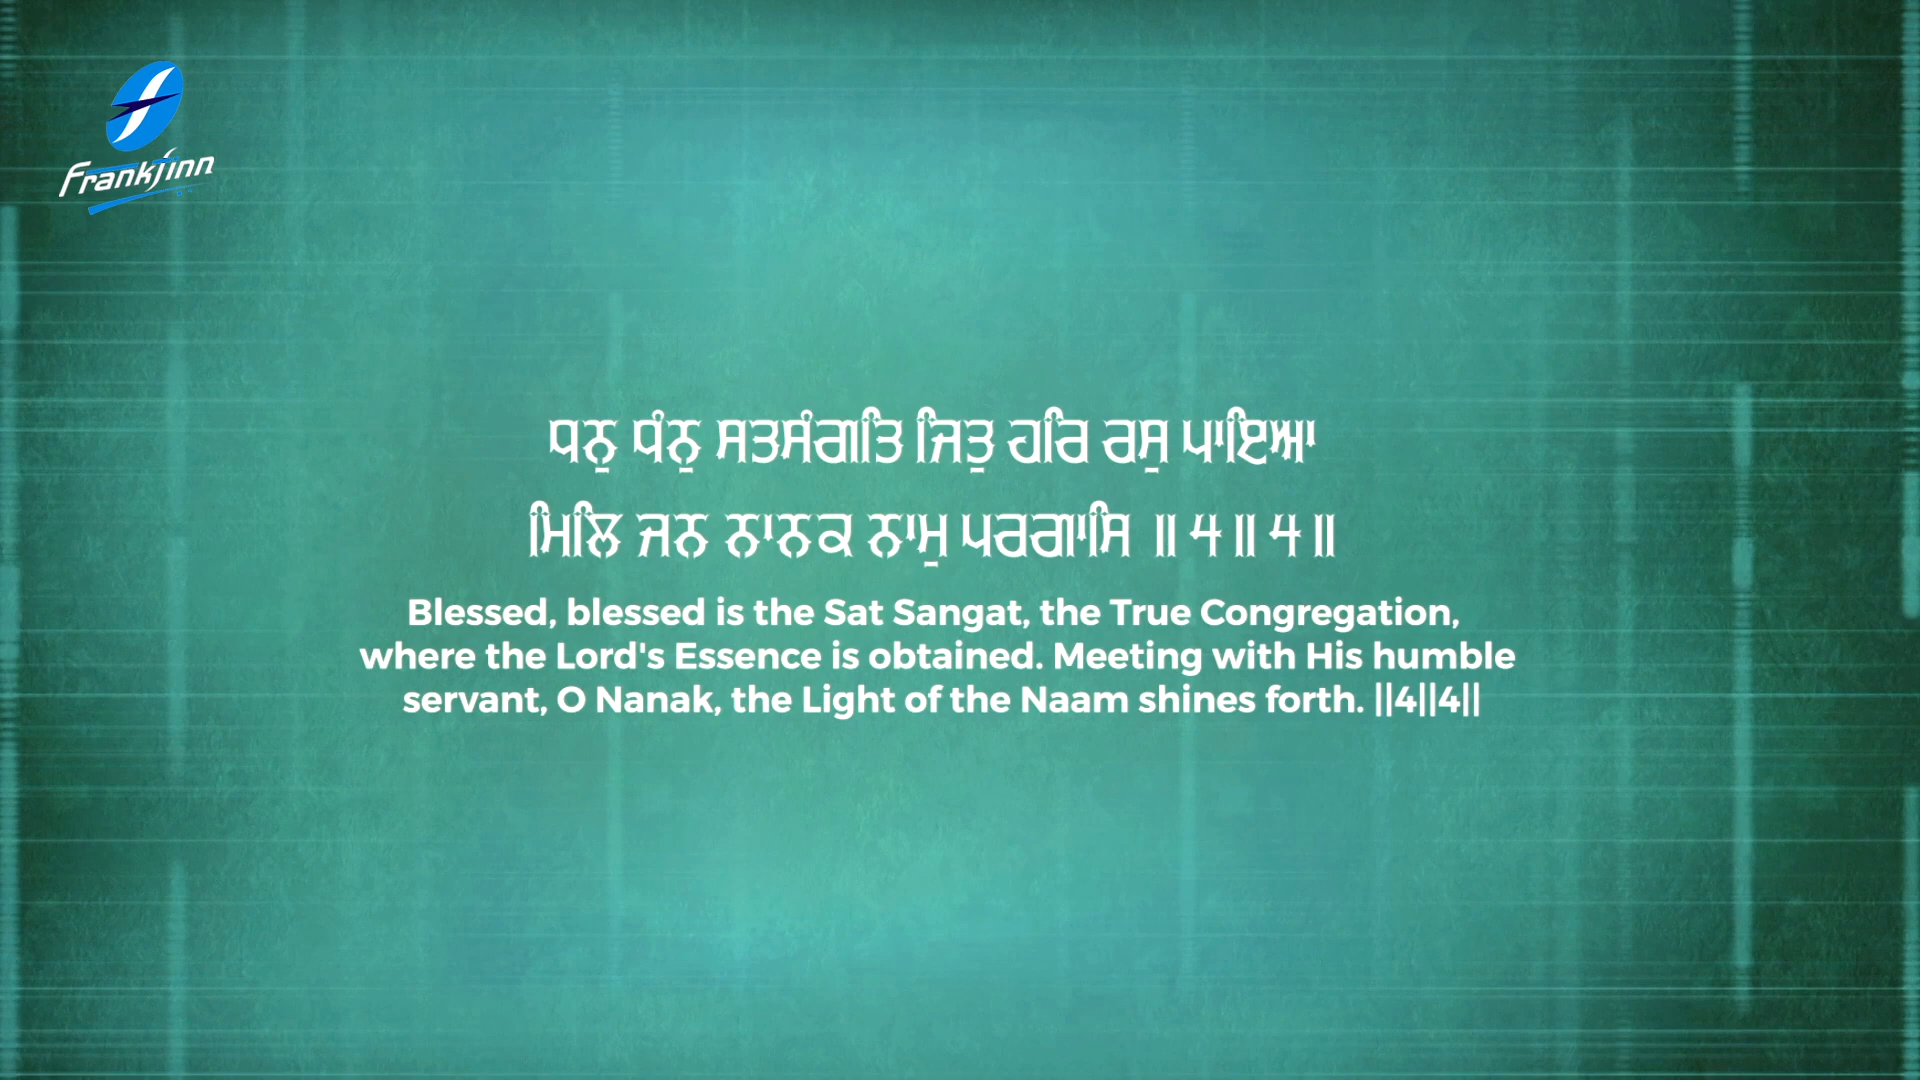 Frankfinn
ਧਨੁ ਧੰਨੁ ਸਤਸੰਗਤਿ ਜਿਤੁ ਹਰਿ ਰਸੁ ਪਾਇਆ
ਮਿਲਿ ਜਨ ਨਾਨਕ ਨਾਮੁ ਪਰਗਾਸਿ ॥੪॥੪॥
Blessed, blessed is the Sat Sangat, the True Congregation,
where the Lord's Essence is obtained. Meeting with His humble
servant, O Nanak, the Light of the Naam shines forth. ||4||4||